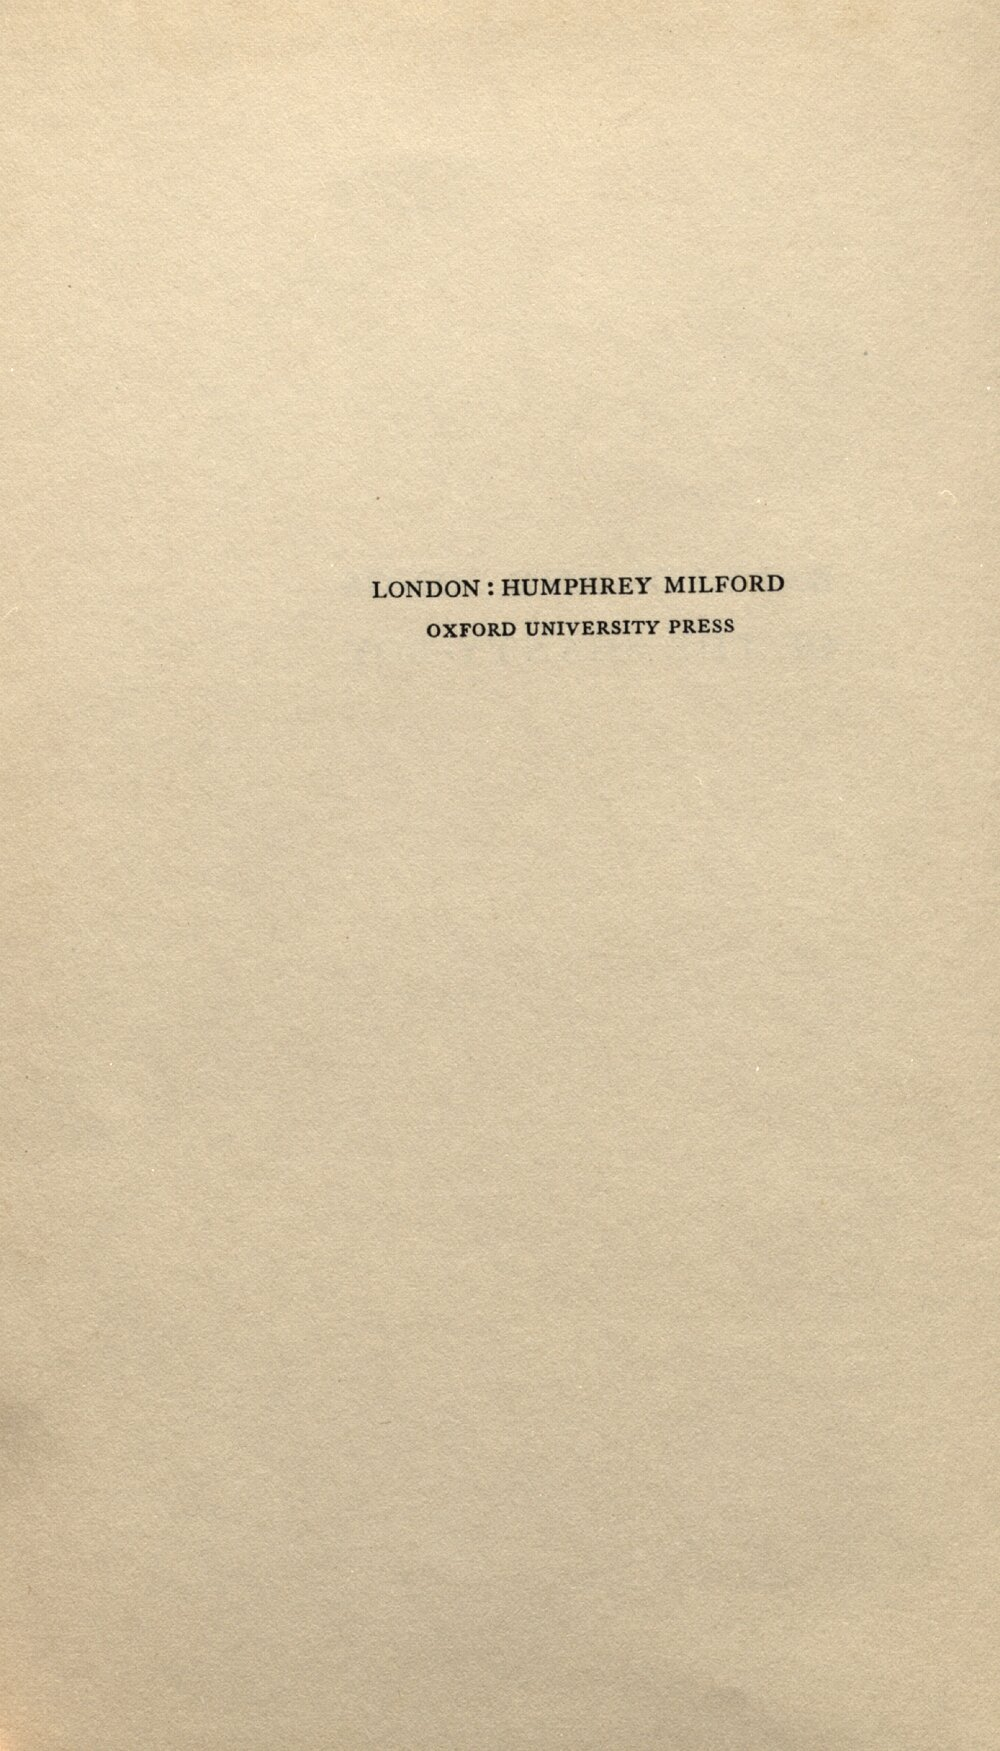 LONDON : HUMPHREY MILFORD
OXFORD UNIVERSITY PRESS